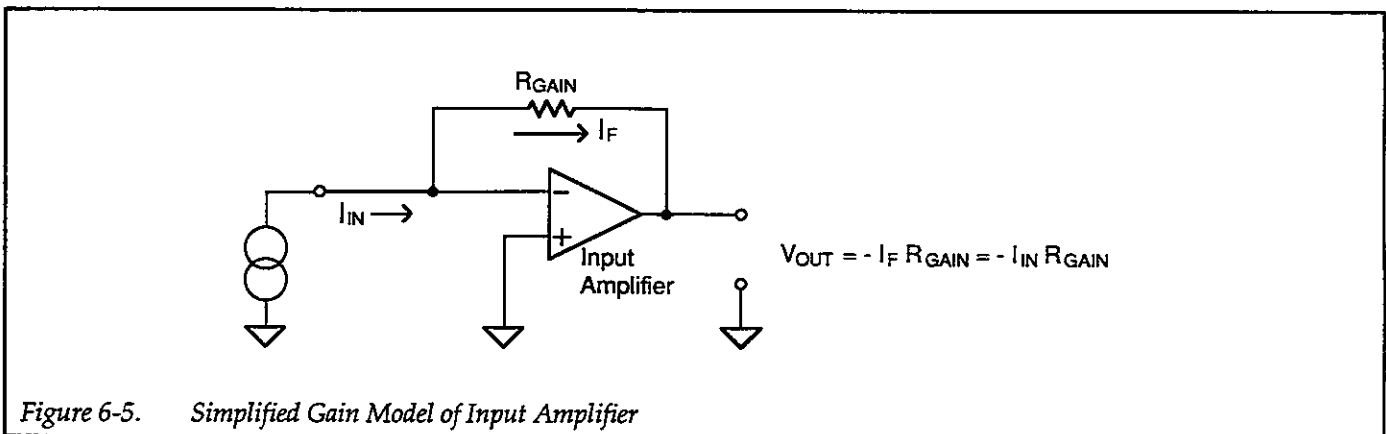 RGAIN
IF
IIN
−
+
Input
Amplifier
VOUT = - IF RGAIN = - IIN RGAIN
Figure 6-5. Simplified Gain Model of Input Amplifier